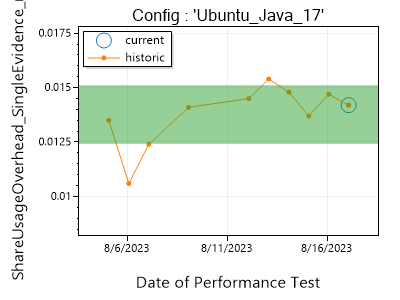 Config : 'Ubuntu_Java_17'
current
historic
0.0175
0.015
0.0125
0.01
ShareUsageOverhead_SingleEvidence_
8/6/2023
8/11/2023
8/16/2023
Date of Performance Test